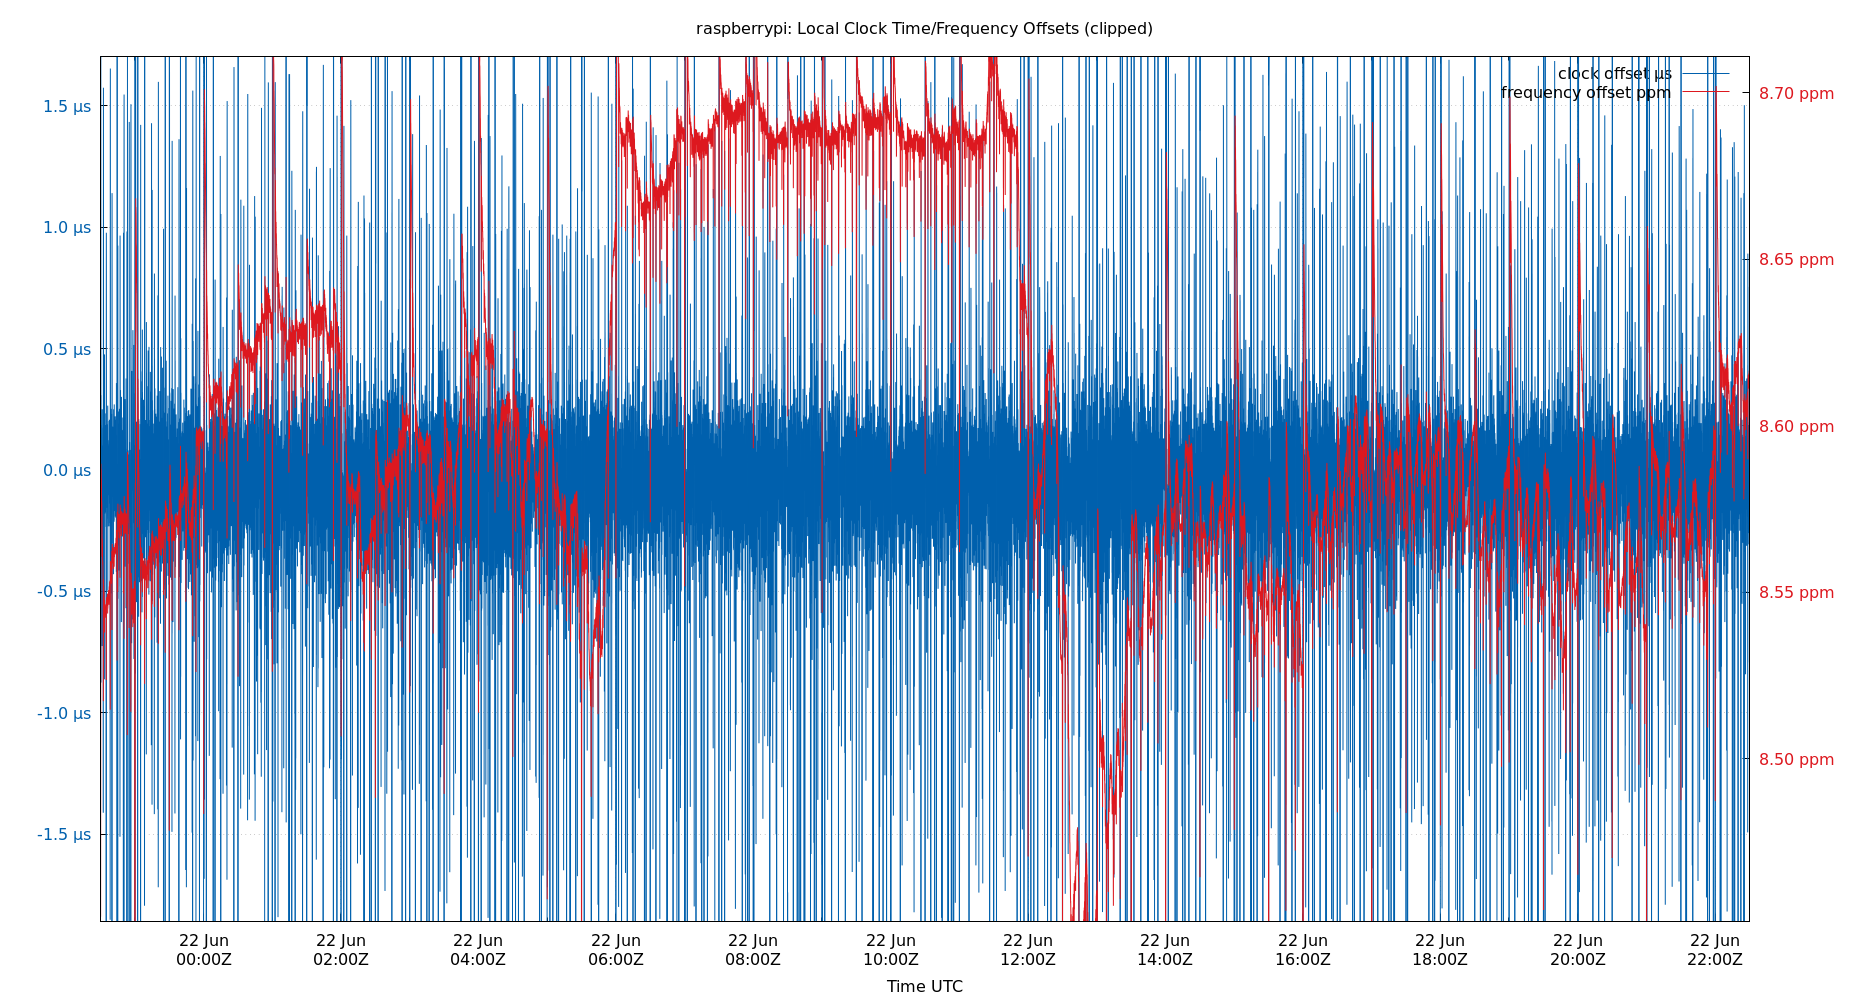 raspberrypi: Local Clock Time/Frequency Offsets (clipped)
clock offset µs
frequency offset ppm
1.5 µs
1.0 µs
0.5 µs
0.0 µs
-0.5 µs
-1.0 µs
-1.5 µs
8.70 ppm
8.65 ppm
8.60 ppm
8.55 ppm
8.50 ppm
22 Jun
00:00Z
22 Jun
02:00Z
22 Jun
04:00Z
22 Jun
06:00Z
22 Jun
08:00Z
22 Jun
10:00Z
22 Jun
12:00Z
22 Jun
14:00Z
22 Jun
16:00Z
22 Jun
18:00Z
22 Jun
20:00Z
22 Jun
22:00Z
Time UTC